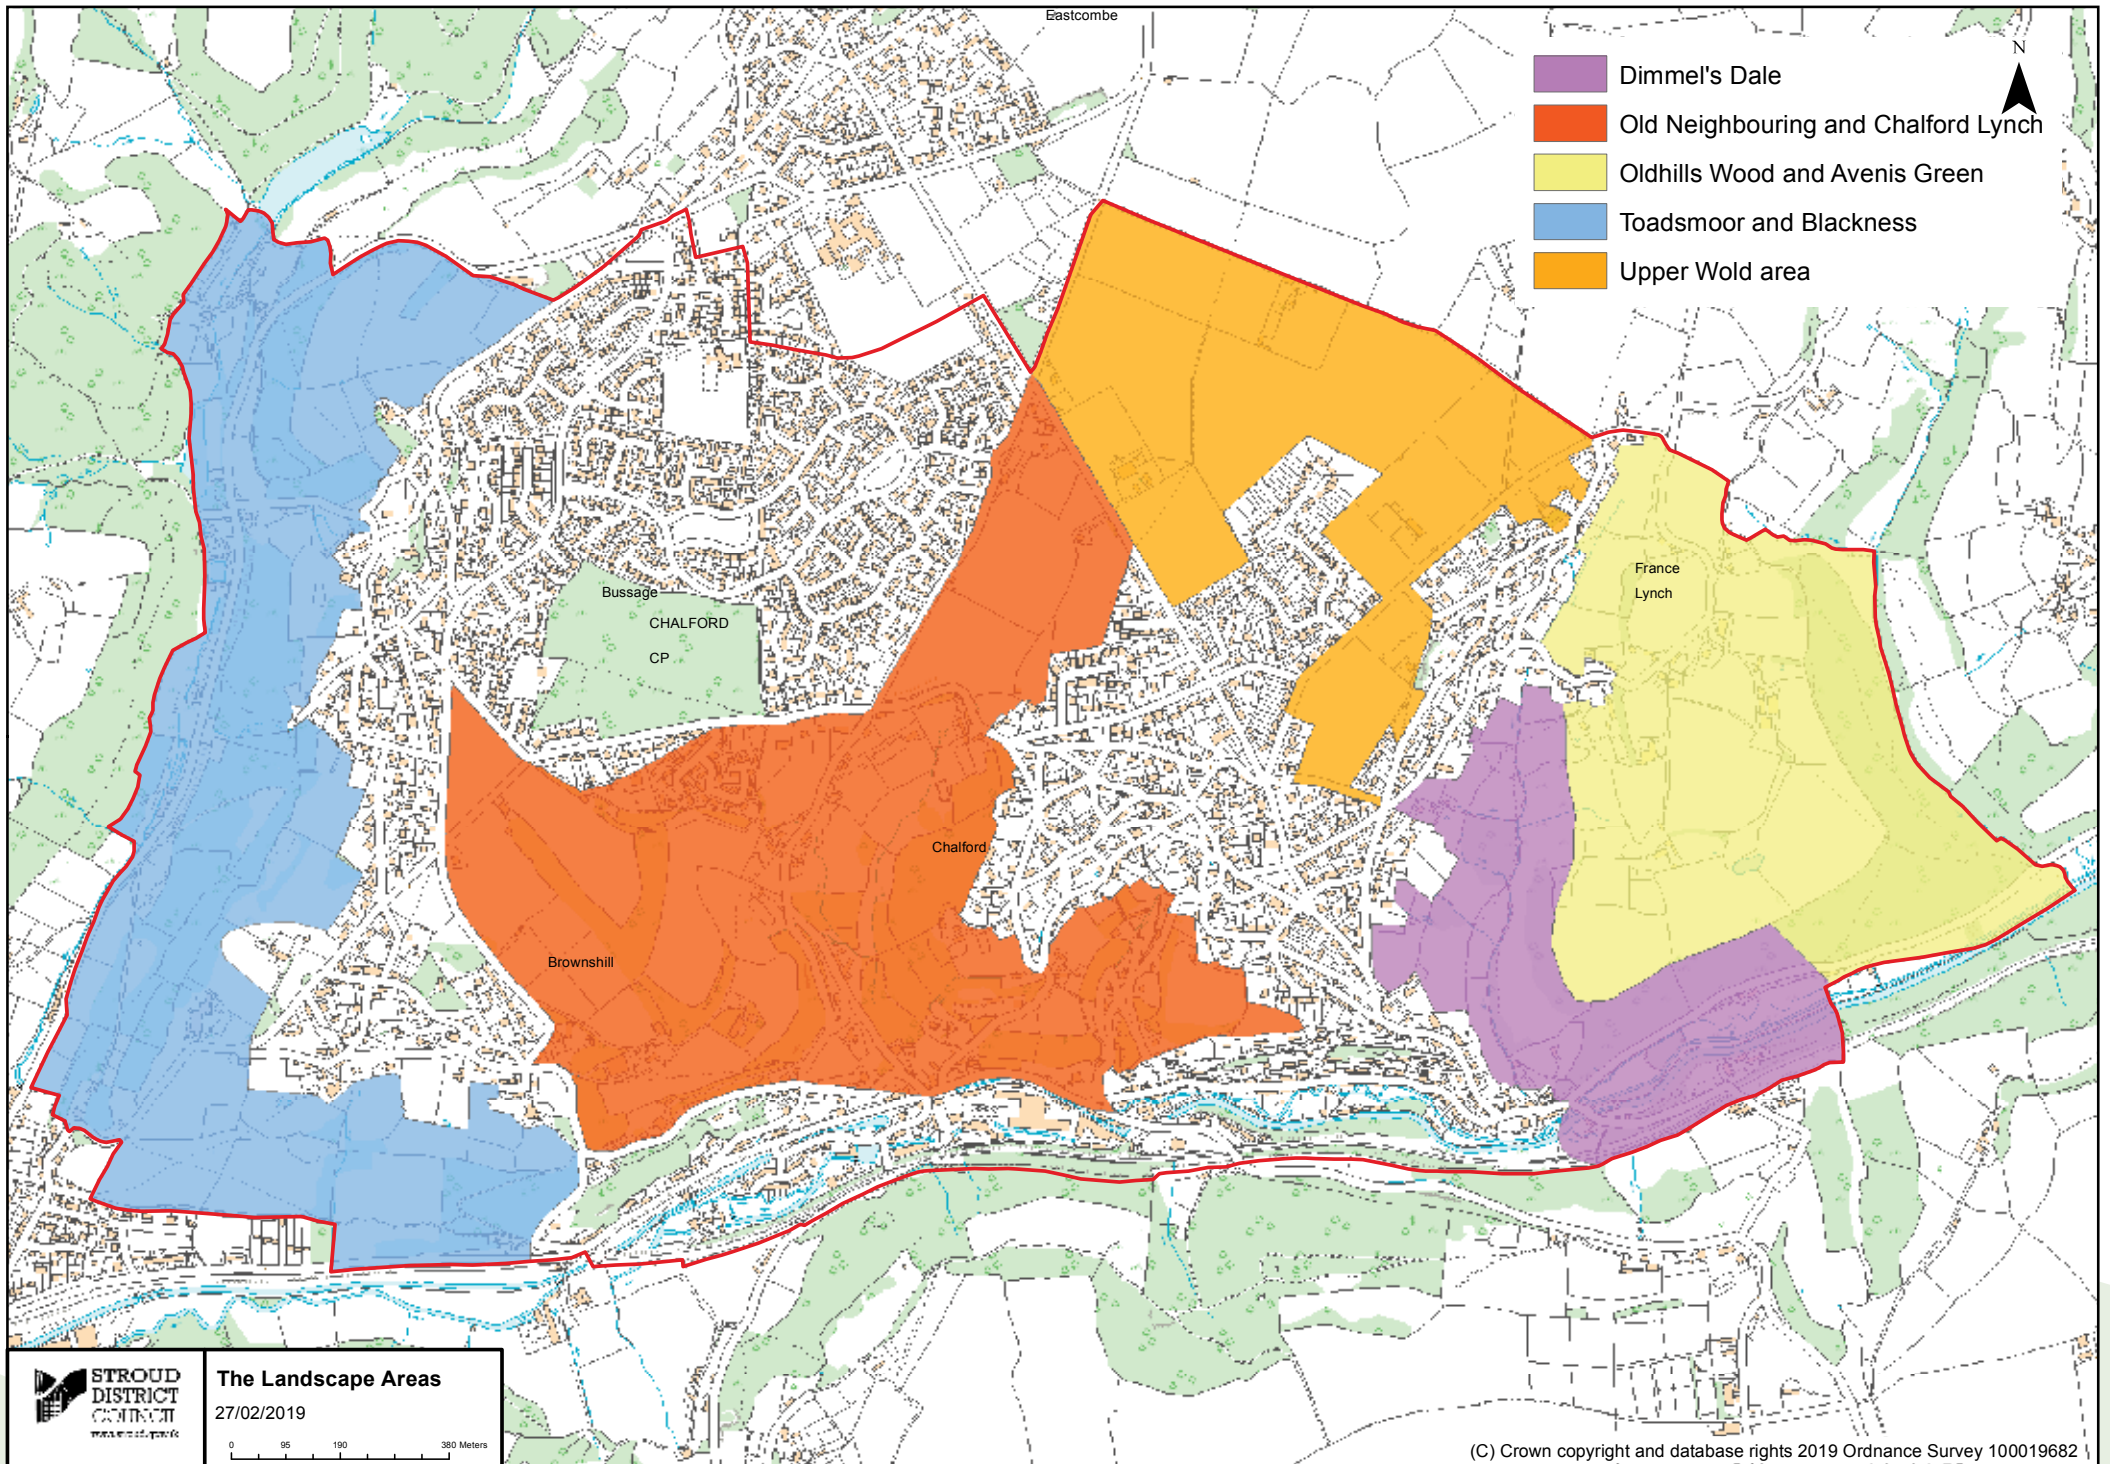 Eastcombe
N
Dimmel's Dale
Old Neighbouring and Chalford Lynch
Oldhills Wood and Avenis Green
Toadsmoor and Blackness
Upper Wold area
France
Lynch
Bussage
CHALFORD
CP
Chalford
Brownshill
STROUD
DISTRICT
COUNCIL
The Landscape Areas
27/02/2019
0 95 190 380 Meters
(C) Crown copyright and database rights 2019 Ordnance Survey 100019682